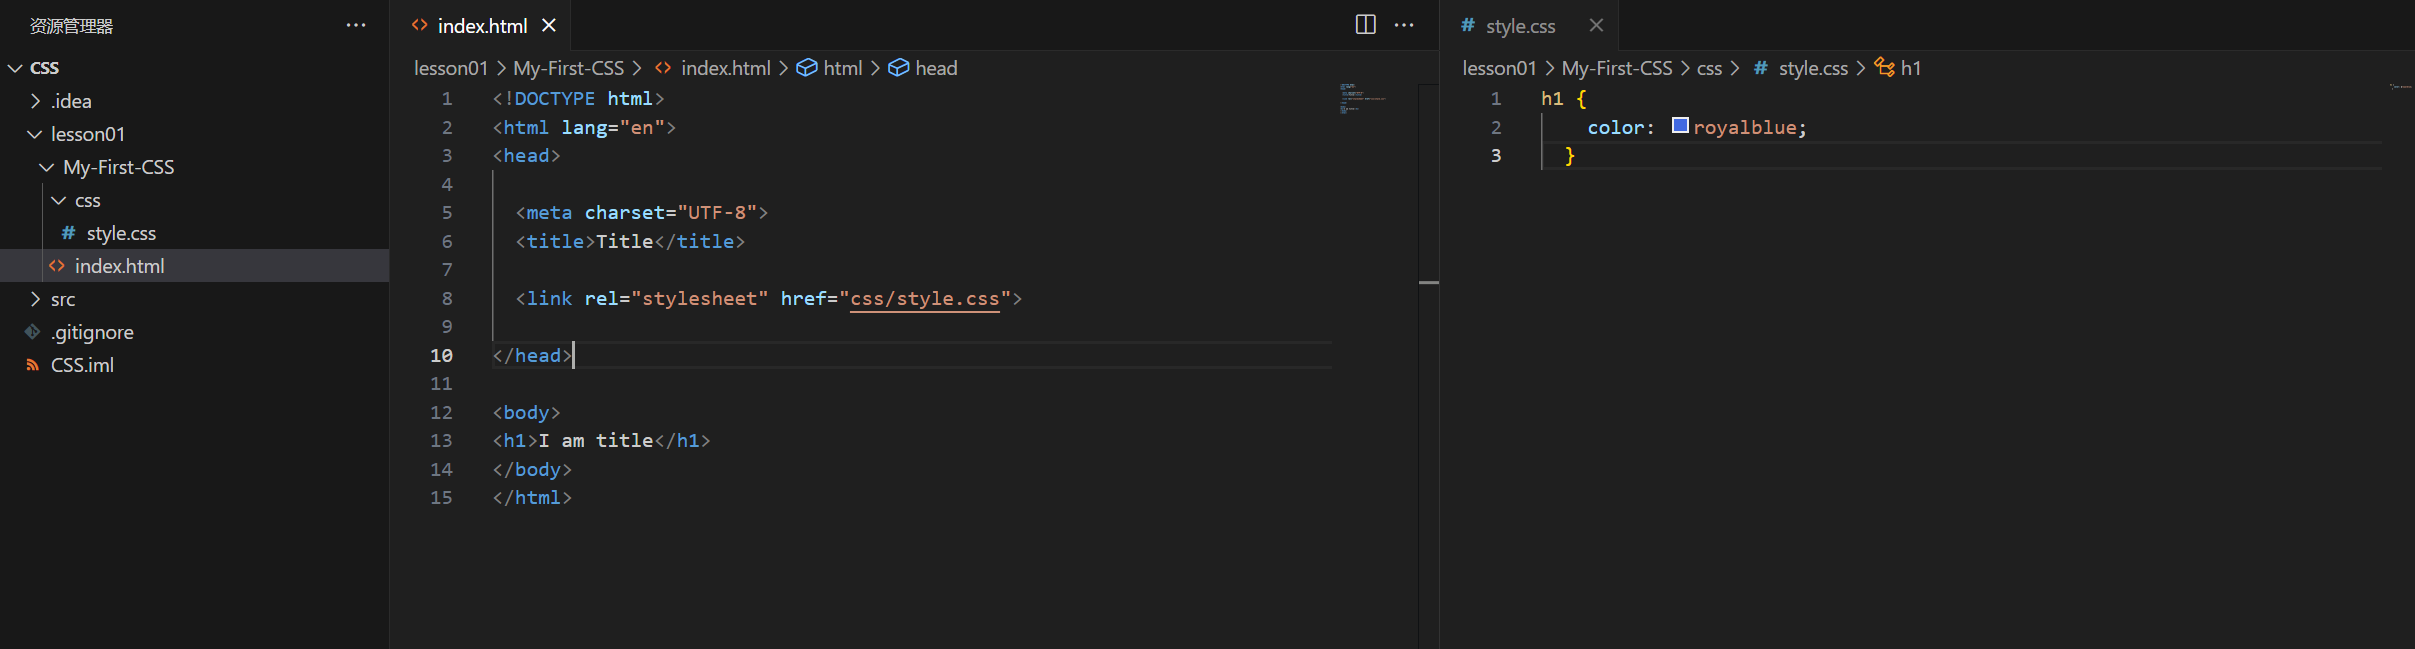 资源管理器 ···
CSS
.idea
lesson01
My-First-CSS
css
# style.css
<> index.html
src
.gitignore
CSS.iml
<> index.html ×
lesson01 > My-First-CSS > <> index.html > html > head
1 <!DOCTYPE html>
2 <html lang="en">
3 <head>
4
5 <meta charset="UTF-8">
6 <title>Title</title>
7
8 <link rel="stylesheet" href="css/style.css">
9
10 </head>
11
12 <body>
13 <h1>I am title</h1>
14 </body>
15 </html>
# style.css ×
lesson01 > My-First-CSS > css > # style.css > h1
1 h1 {
2 color: royalblue;
3 }